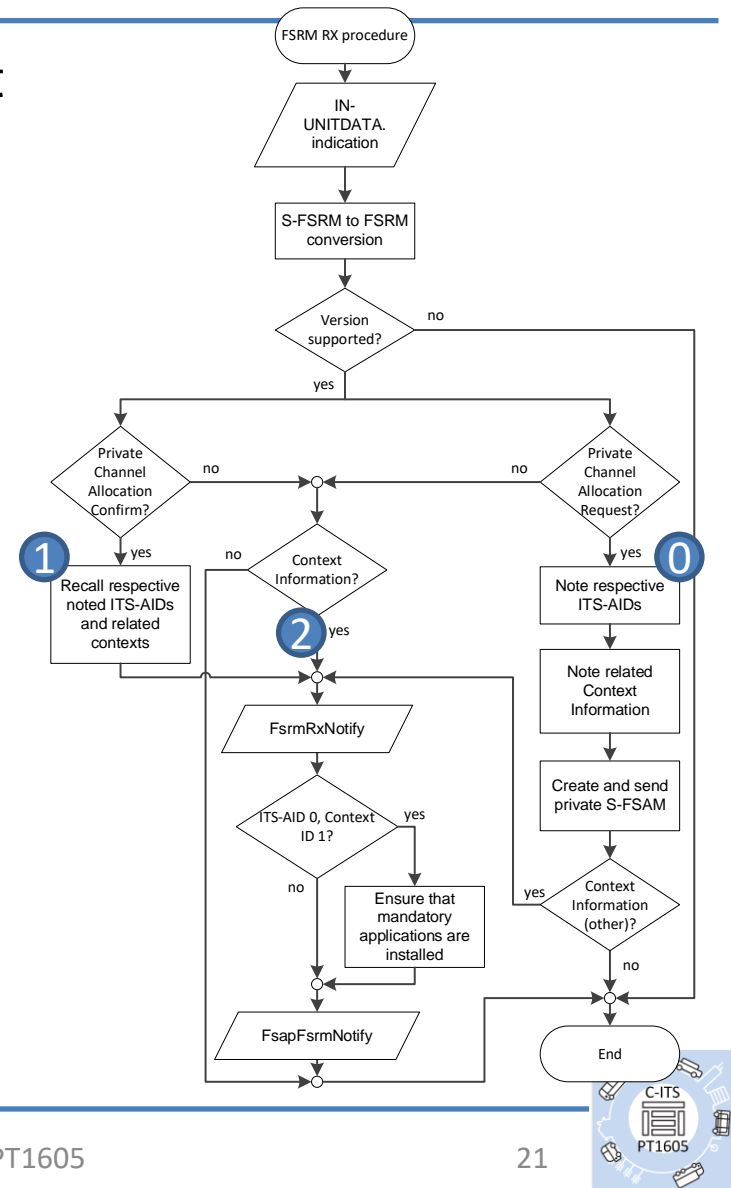 FSRM RX procedure
IN-
UNITDATA.
indication
S-FSRM to FSRM
conversion
Version
supported?
no
yes
Private
Channel
Allocation
Confirm?
no
no
Private
Channel
Allocation
Request?
1
yes
no
Context
Information?
yes
0
Recall respective
noted ITS-AIDs
and related
contexts
2
yes
Note respective
ITS-AIDs
Note related
Context
Information
FsrmRxNotify
Create and send
private S-FSAM
ITS-AID 0, Context
ID 1?
yes
no
Ensure that
mandatory
applications are
installed
yes
Context
Information
(other)?
no
FsapFsrmNotify
End
C-ITS
PT1605
PT1605
21